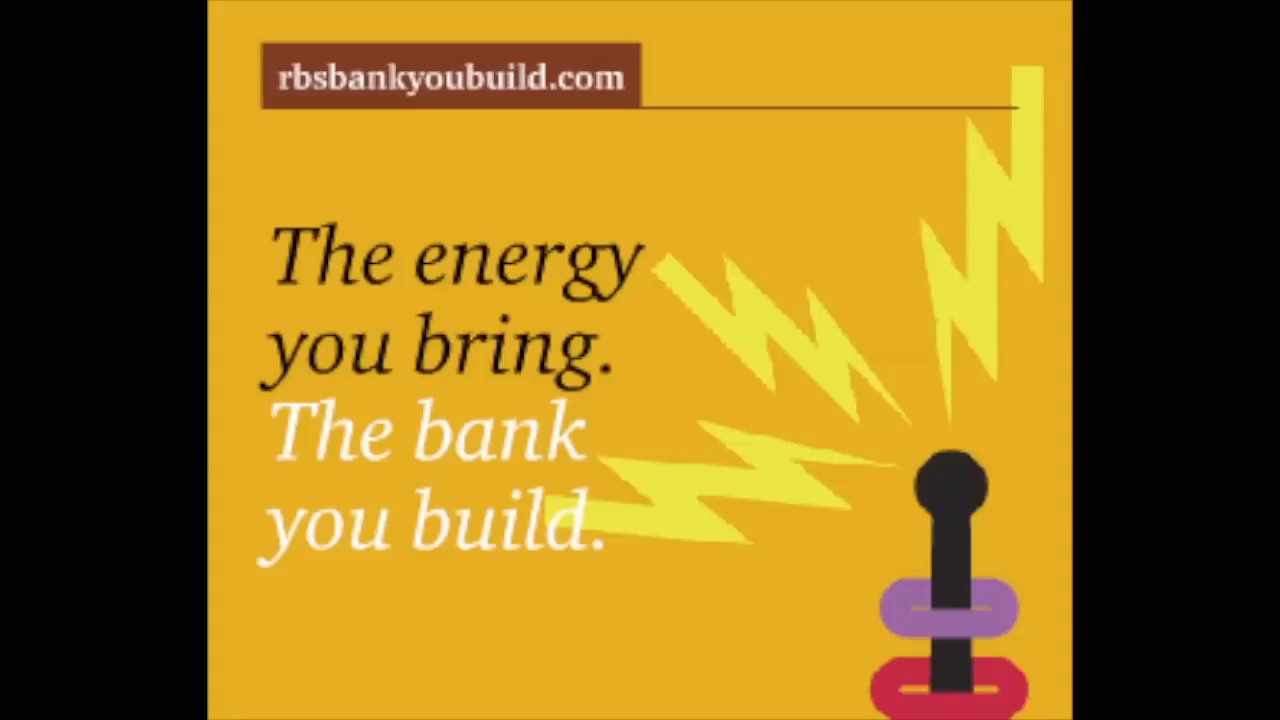 rbsbankyoubuild.com
The energy
you bring.
The bank
you build.